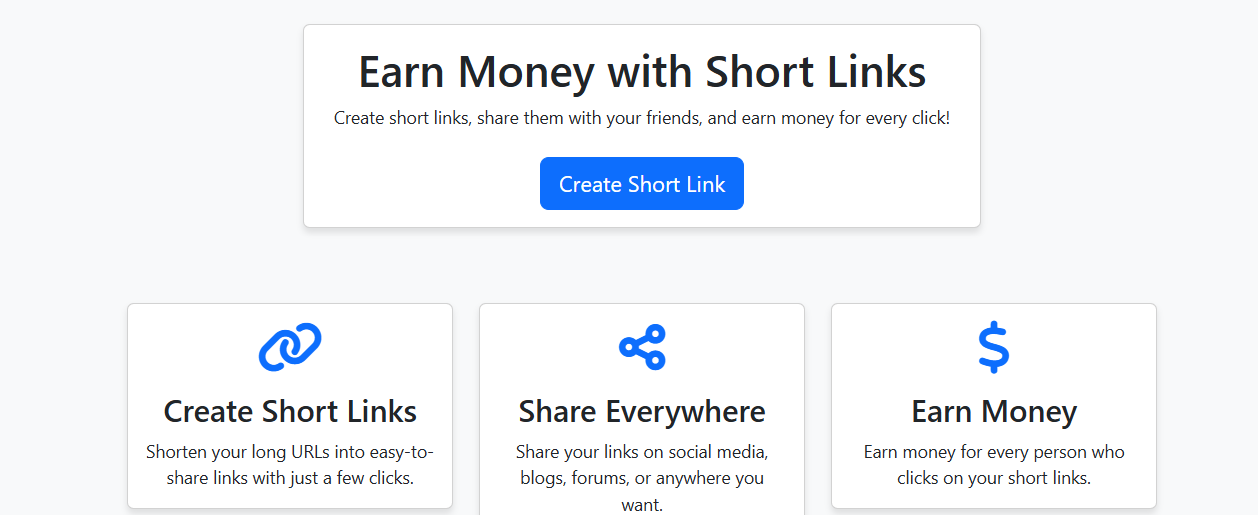 Earn Money with Short Links
Create short links, share them with your friends, and earn money for every click!
Create Short Link
Create Short Links
Shorten your long URLs into easy-to-
share links with just a few clicks.
Share Everywhere
Share your links on social media,
blogs, forums, or anywhere you
want.
Earn Money
Earn money for every person who
clicks on your short links.